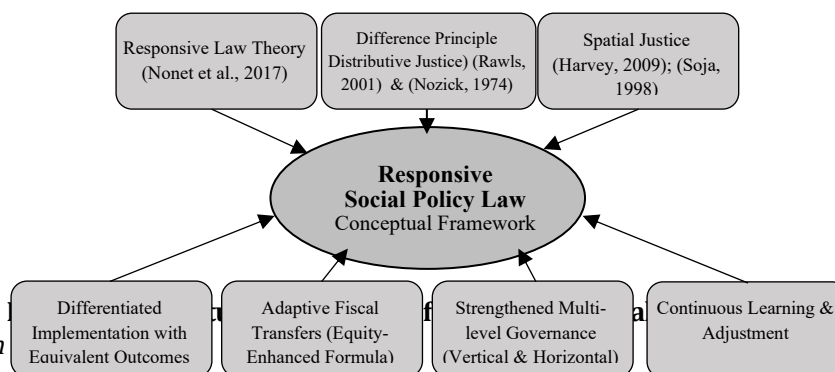 Responsive Law Theory
(Nonet et al., 2017)
Difference Principle
Distributive Justice) (Rawls,
2001) & (Nozick, 1974)
Spatial Justice
(Harvey, 2009); (Soja,
1998)
Responsive
Social Policy Law
Conceptual Framework
Differentiated
Implementation with
Equivalent Outcomes
Adaptive Fiscal
Transfers (Equity-
Enhanced Formula)
Strengthened Multi-
level Governance
(Vertical & Horizontal)
Continuous Learning &
Adjustment